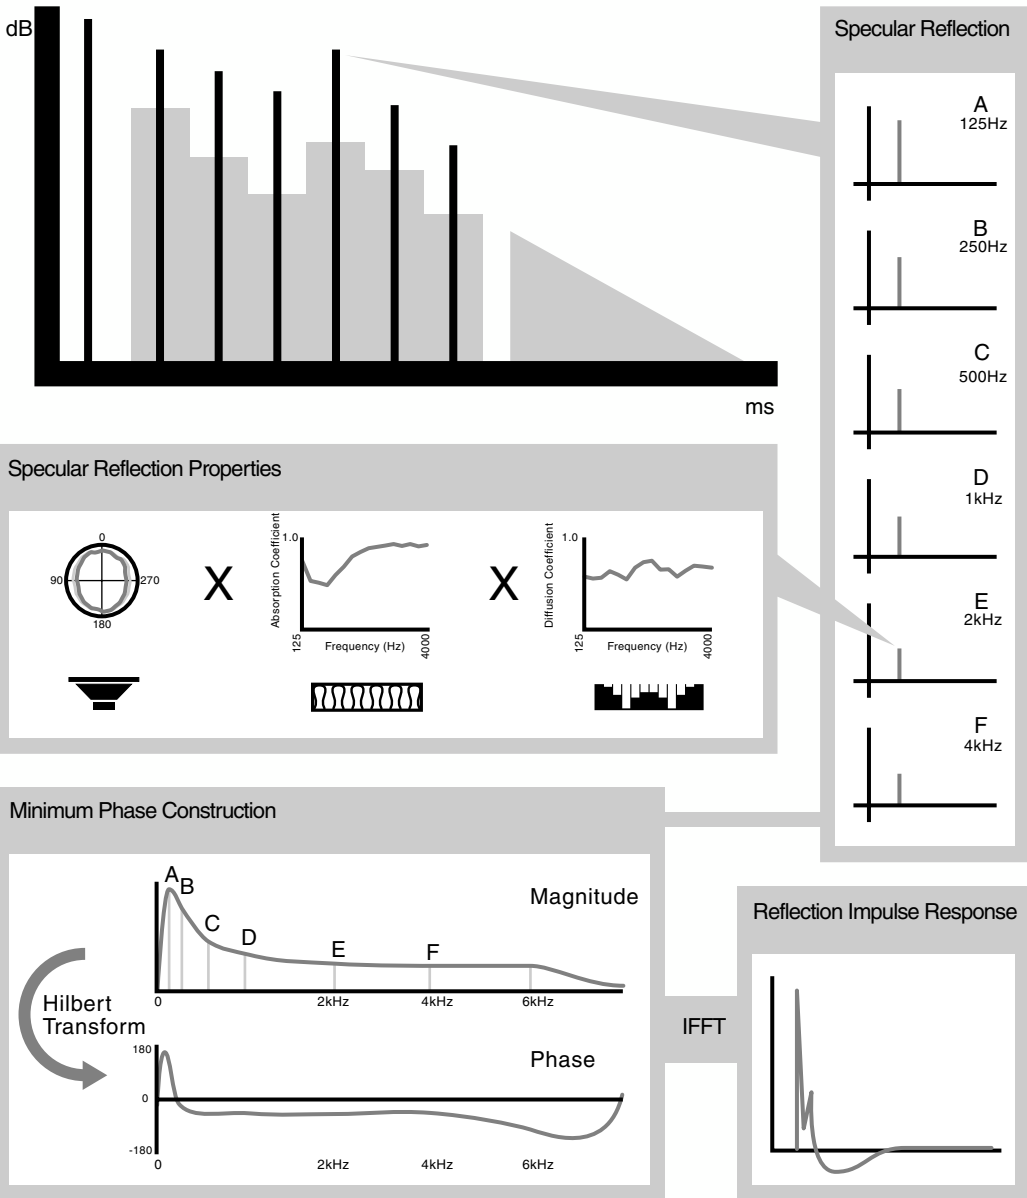 dB
ms
Specular Reflection
A
125Hz
B
250Hz
C
500Hz
D
1kHz
E
2kHz
F
4kHz
Specular Reflection Properties
0
90
270
180
X
Absorption Coefficient
1.0
125
Frequency (Hz)
4000
X
Diffusion Coefficient
1.0
125
Frequency (Hz)
4000
Minimum Phase Construction
A
B
C
D
E
F
Magnitude
0
2kHz
4kHz
6kHz
Hilbert
Transform
180
0
-180
Phase
0
2kHz
4kHz
6kHz
IFFT
Reflection Impulse Response